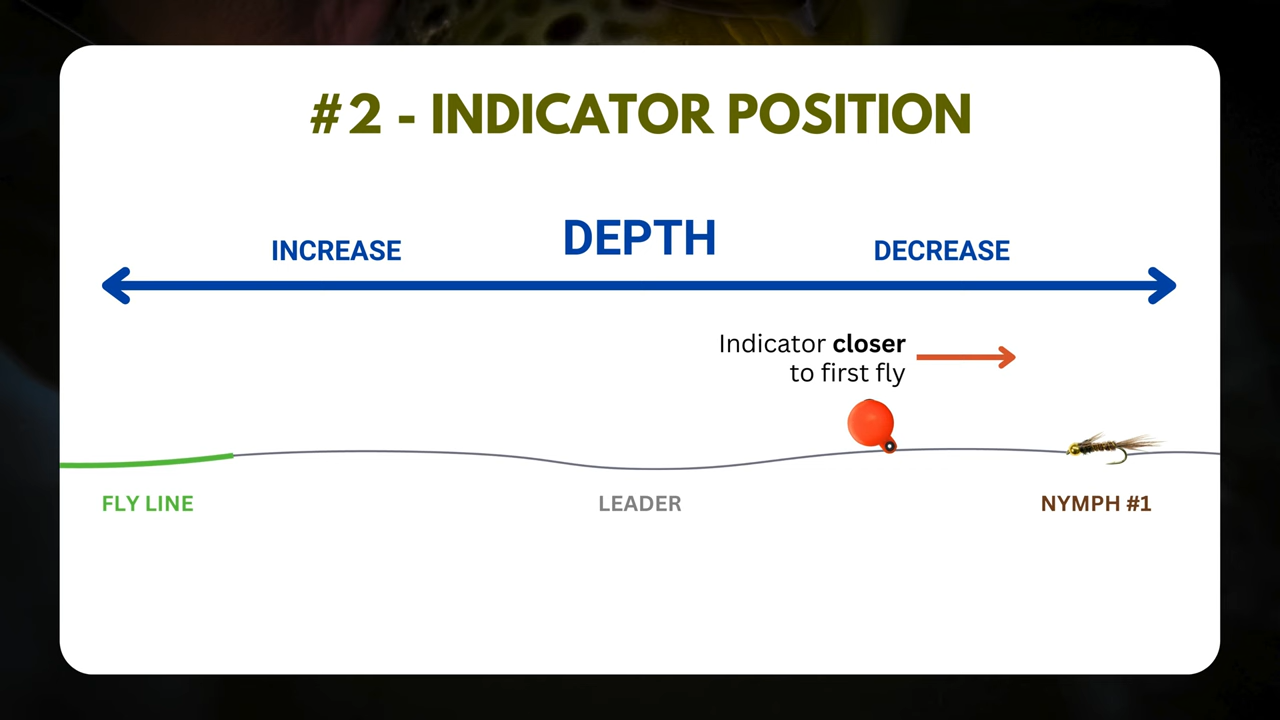 #2 - INDICATOR POSITION
DEPTH
INCREASE
DECREASE
Indicator closer
to first fly
FLY LINE
LEADER
NYMPH #1